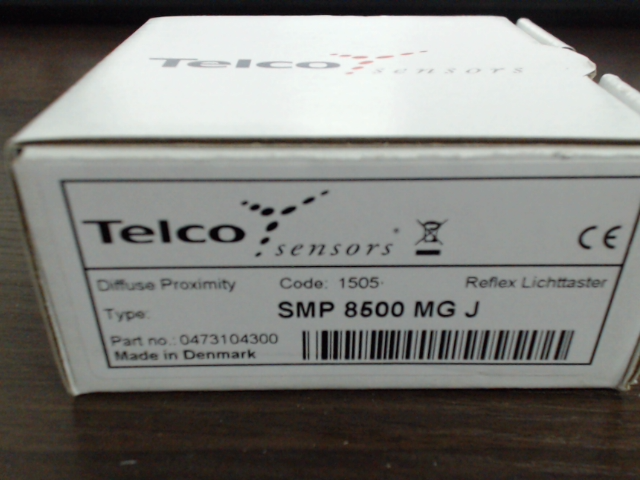 Telco sensors
Telco sensors
CE
Diffuse Proximity Code: 1505 Reflex Lichttaster
Type: SMP 8500 MG J
Part no.: 0473104300
Made in Denmark